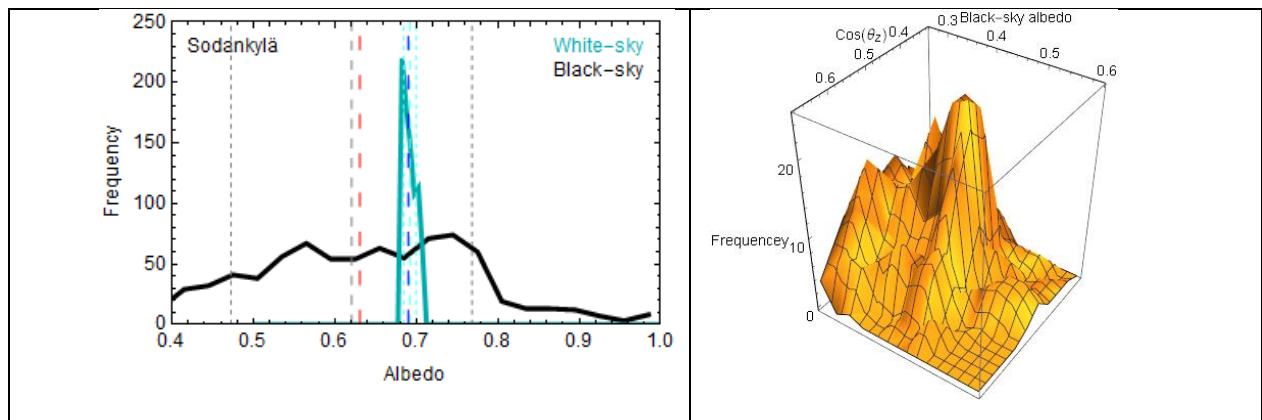 250
200
150
100
50
0
Frequency
Sodankylä
White-sky
Black-sky
0.4 0.5 0.6 0.7 0.8 0.9 1.0
Albedo
0.3 Black-sky albedo
0.4
0.5
0.6
Cos(θz) 0.4
0.5
0.6
20
Frequencey 10
0